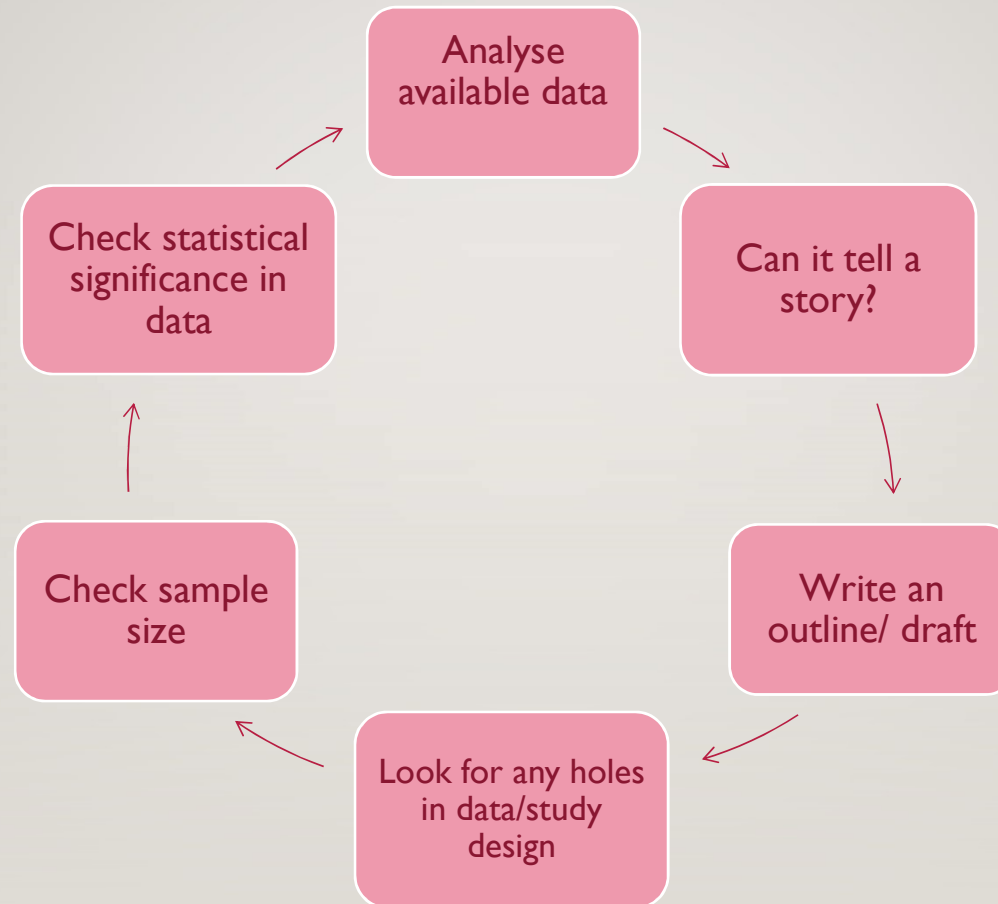 Analyse
available data
Can it tell a
story?
Write an
outline/ draft
Look for any holes
in data/study
design
Check sample
size
Check statistical
significance in
data